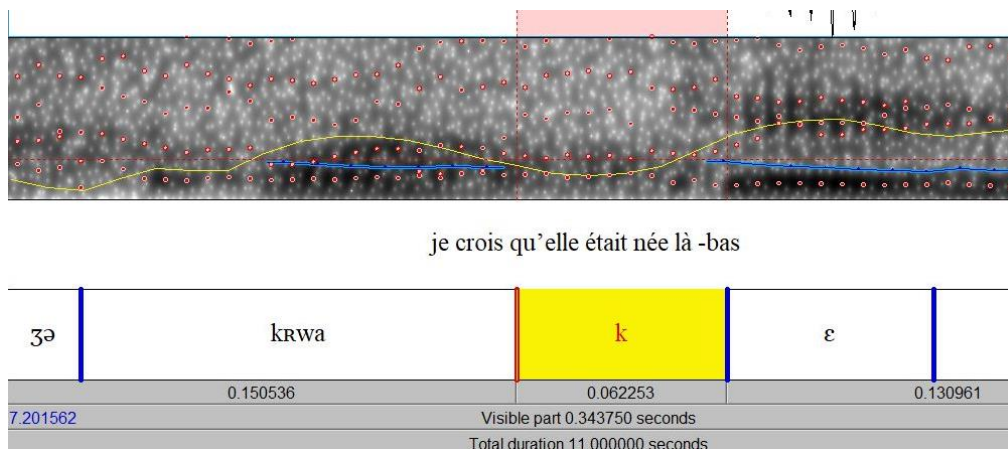 je crois qu’elle était née là -bas
ʒə kʀwa k ɛ
0.150536 0.062253 0.130961
7.201562 Visible part 0.343750 seconds
Total duration 11.000000 seconds